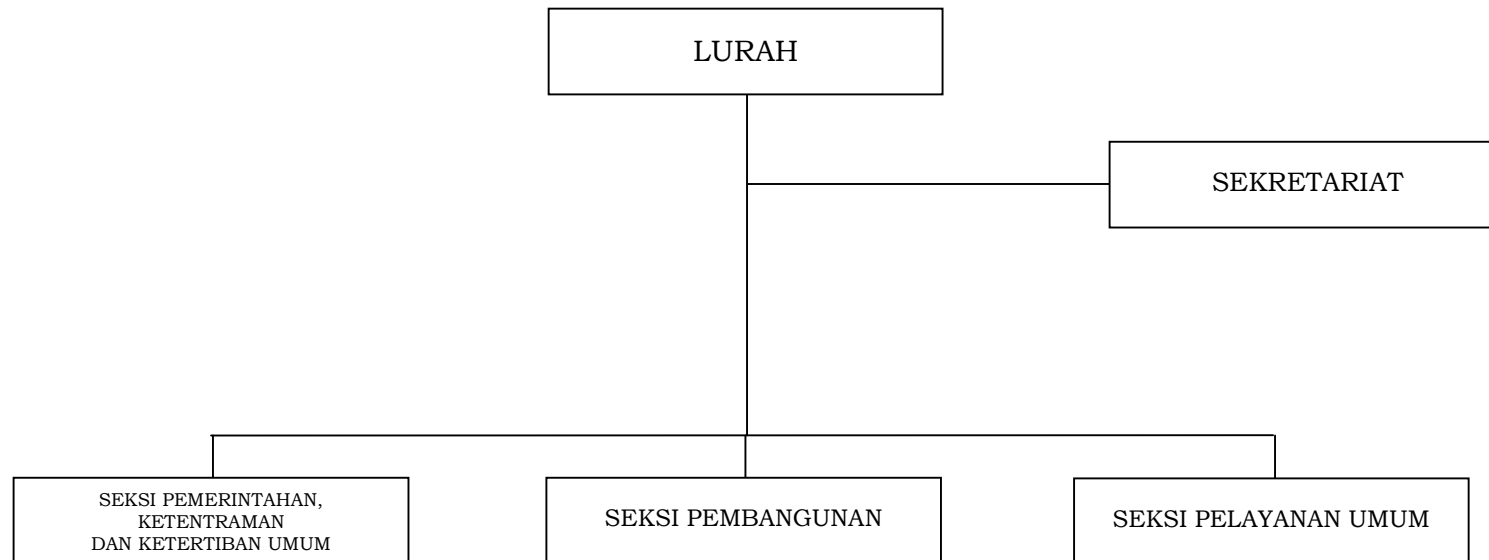 LURAH
SEKRETARIAT
SEKSI PEMERINTAHAN,
KETENTRAMAN
DAN KETERTIBAN UMUM
SEKSI PEMBANGUNAN
SEKSI PELAYANAN UMUM